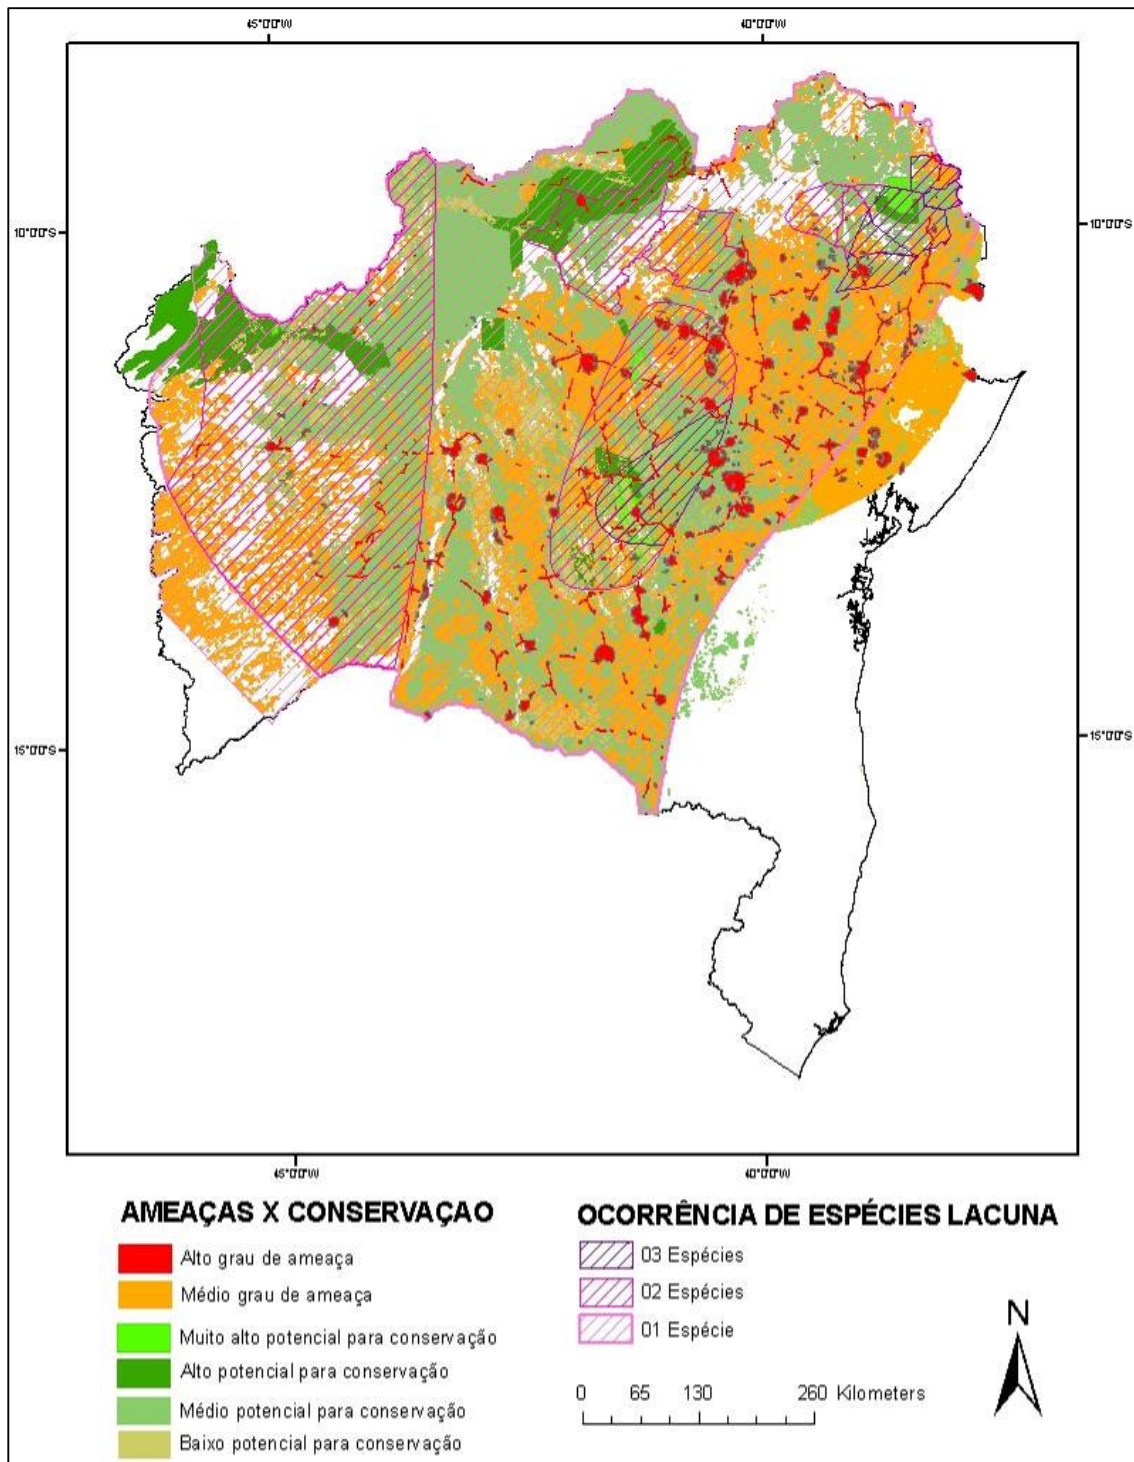 45°0'0"W 40°0'0"W
10°0'0"S 10°0'0"S
15°0'0"S 15°0'0"S
45°0'0"W 40°0'0"W
AMEAÇAS X CONSERVAÇAO
Alto grau de ameaça
Médio grau de ameaça
Muito alto potencial para conservação
Alto potencial para conservação
Médio potencial para conservação
Baixo potencial para conservação
OCORRÊNCIA DE ESPÉCIES LACUNA
03 Espécies
02 Espécies
01 Espécie
0 65 130 260 Kilometers
N